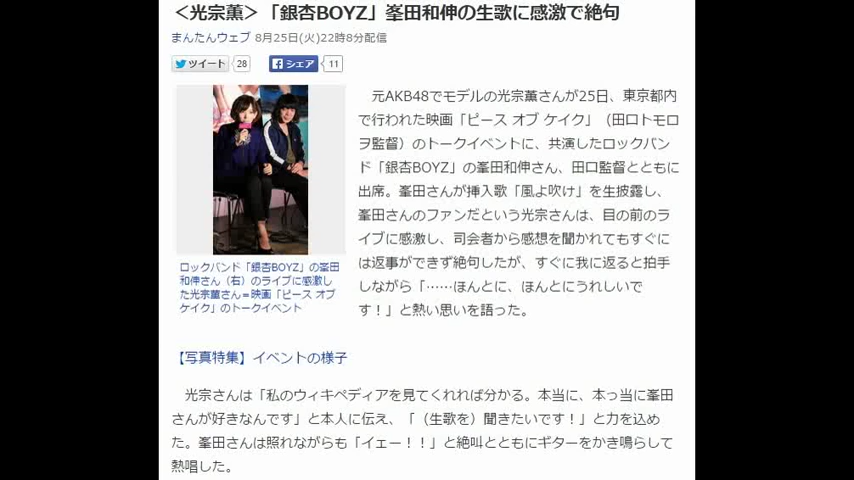 ＜光宗薫＞「銀杏BOYZ」峯田和伸の生歌に感激で絶句
まんたんウェブ 8月25日(火)22時8分配信
ツイート 28 シェア 11
元AKB48でモデルの光宗薫さんが25日、東京都内
で行われた映画「ピース オブ ケイク」（田口トモロ
ヲ監督）のトークイベントに、共演したロックバン
ド「銀杏BOYZ」の峯田和伸さん、田口監督とともに
出席。峯田さんが挿入歌「風よ吹け」を生披露し、
峯田さんのファンだという光宗さんは、目の前のラ
イブに感激し、司会者から感想を聞かれてもすぐに
は返事ができず絶句したが、すぐに我に返ると拍手
しながら「……ほんとに、ほんとにうれしいで
す！」と熱い思いを語った。
ロックバンド「銀杏BOYZ」の峯田
和伸さん（右）のライブに感激し
た光宗薫さん＝映画「ピース オブ
ケイク」のトークイベント
【写真特集】イベントの様子
光宗さんは「私のウィキペディアを見てくれれば分かる。本当に、本っ当に峯田
さんが好きなんです」と本人に伝え、「（生歌を）聞きたいです！」と力を込め
た。峯田さんは照れながらも「イェー！！」と絶叫とともにギターをかき鳴らして
熱唱した。